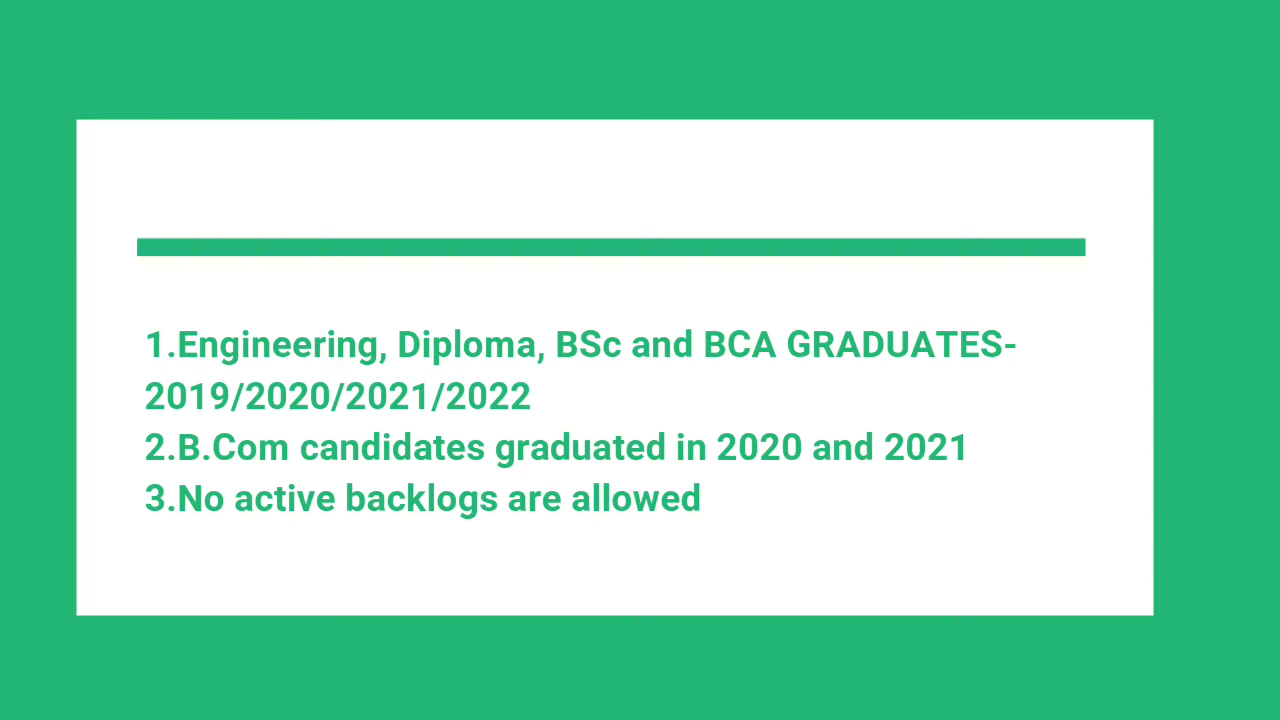 1.Engineering, Diploma, BSc and BCA GRADUATES-
2019/2020/2021/2022
2.B.Com candidates graduated in 2020 and 2021
3.No active backlogs are allowed